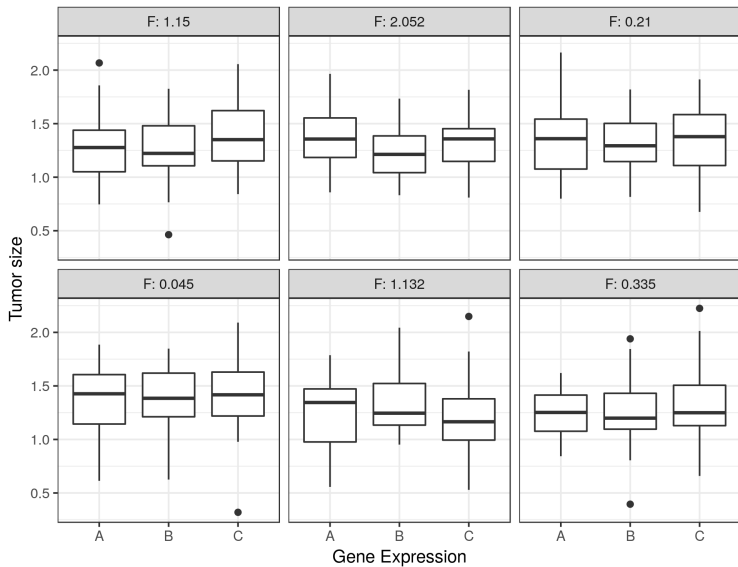 F: 1.15
F: 2.052
F: 0.21
2.0
1.5
1.0
0.5
F: 0.045
F: 1.132
F: 0.335
2.0
1.5
1.0
0.5
A B C
A B C
A B C
Tumor size
Gene Expression